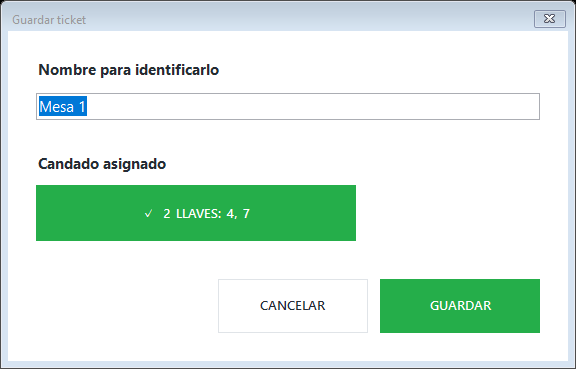 Guardar ticket
Nombre para identificarlo
Mesa 1
Candado asignado
✓ 2 LLAVES: 4, 7
CANCELAR
GUARDAR